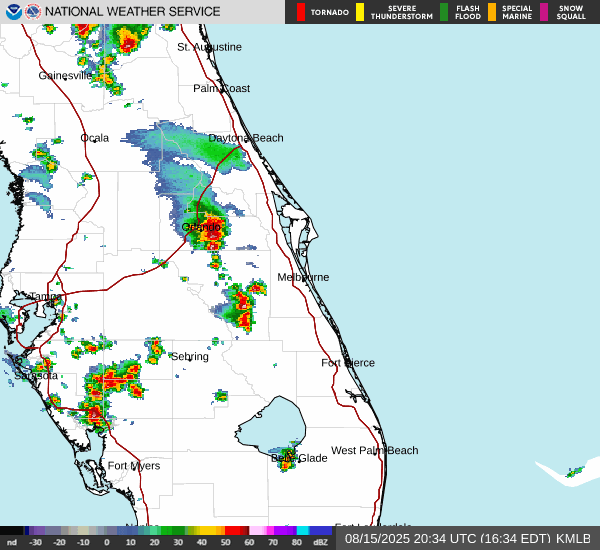 NATIONAL WEATHER SERVICE
TORNADO
SEVERE THUNDERSTORM
FLASH FLOOD
SPECIAL MARINE
SNOW SQUALL
St. Augustine
Gainesville
Palm Coast
Ocala
Daytona Beach
Orlando
Melbourne
Tampa
Sebring
Fort Pierce
Sarasota
West Palm Beach
Belle Glade
Fort Myers
Fort Lauderdale
nd -30 -20 -10 0 10 20 30 40 50 60 70 80 dBZ
08/15/2025 20:34 UTC (16:34 EDT) KMLB